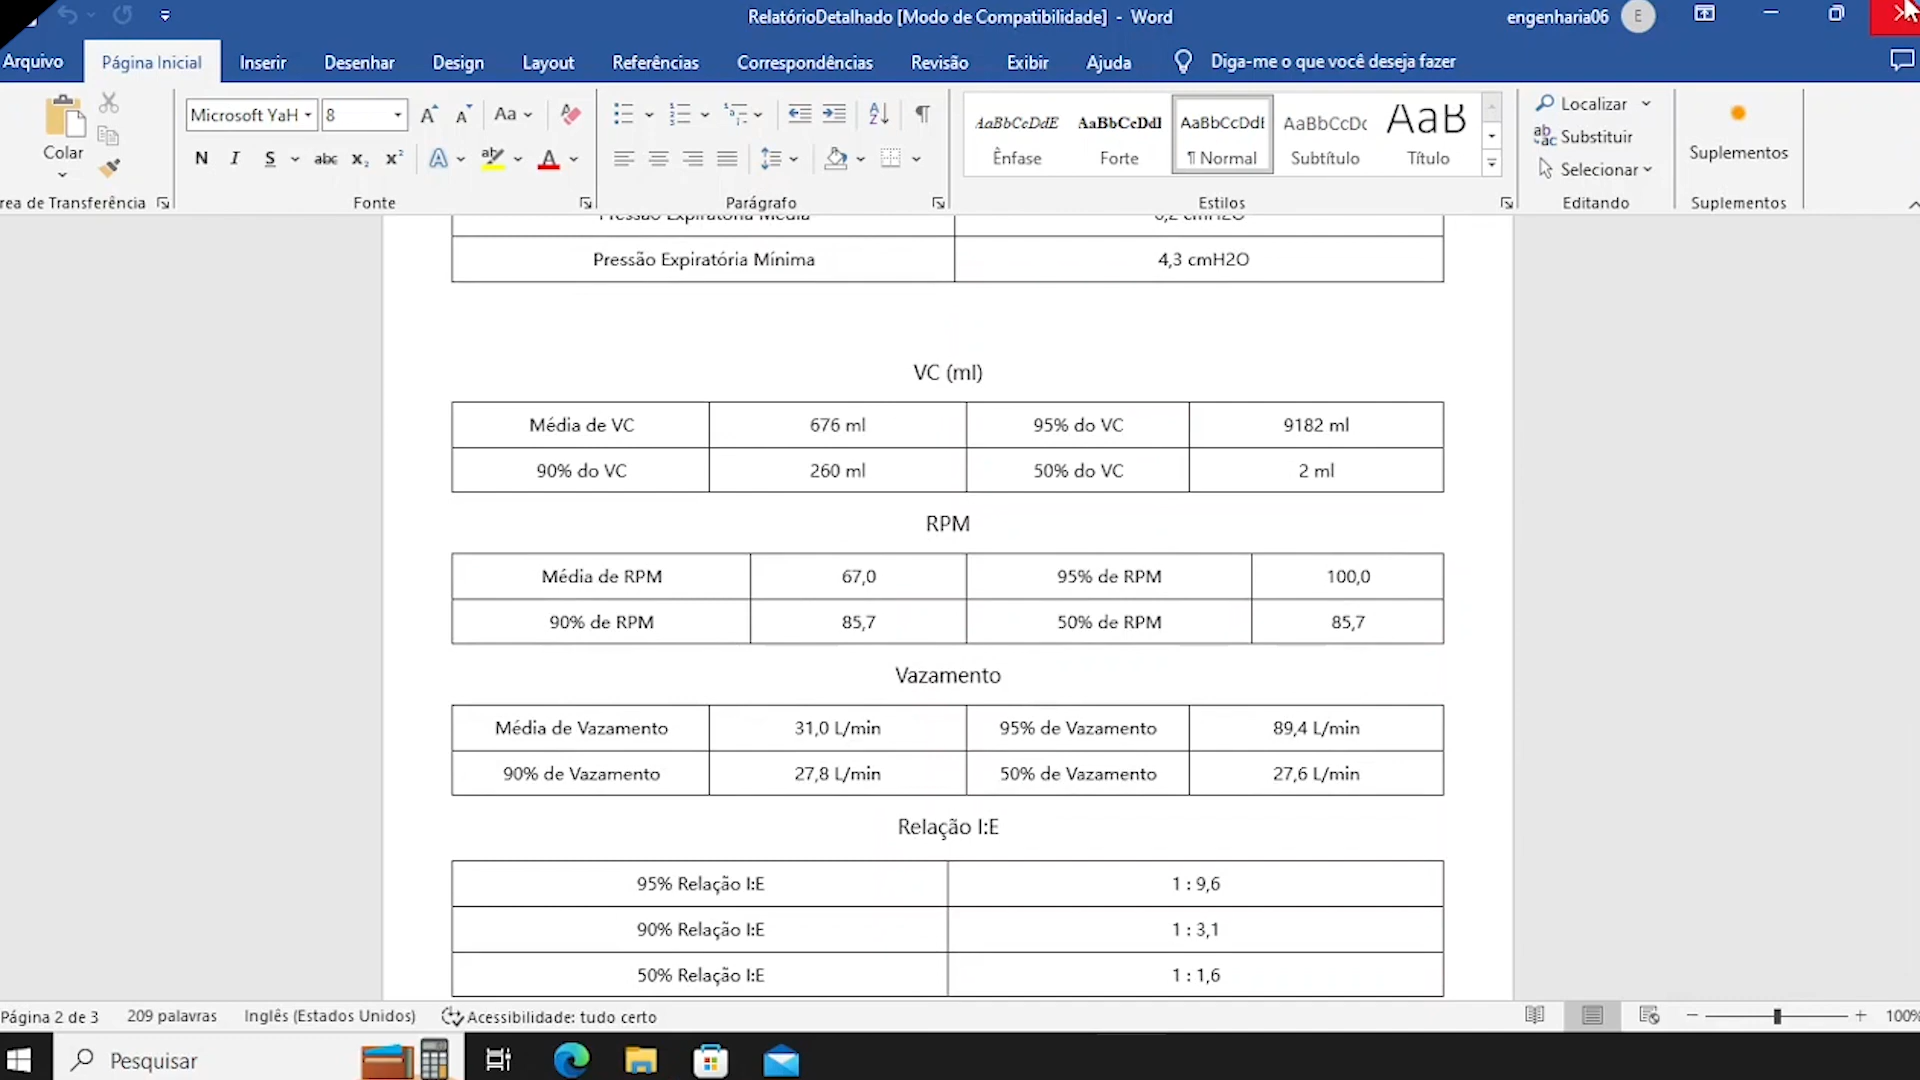 RelatórioDetalhado [Modo de Compatibilidade] - Word
engenharia06 E
Arquivo Página Inicial Inserir Desenhar Design Layout Referências Correspondências Revisão Exibir Ajuda Diga-me o que você deseja fazer
Colar
Microsoft YaH 8
Aa
N I S abc x₂ x²
AaBbCcDdE AaBbCcDdI AaBbCcDdI AaBbCcDc AaB
Ênfase Forte ¶ Normal Subtítulo Título
Localizar
Substituir
Selecionar
Suplementos
rea de Transferência Fonte Parágrafo Estilos Editando Suplementos
Pressão Expiratória Média 6,2 cmH2O
Pressão Expiratória Mínima 4,3 cmH2O
VC (ml)
Média de VC 676 ml 95% do VC 9182 ml
90% do VC 260 ml 50% do VC 2 ml
RPM
Média de RPM 67,0 95% de RPM 100,0
90% de RPM 85,7 50% de RPM 85,7
Vazamento
Média de Vazamento 31,0 L/min 95% de Vazamento 89,4 L/min
90% de Vazamento 27,8 L/min 50% de Vazamento 27,6 L/min
Relação I:E
95% Relação I:E 1 : 9,6
90% Relação I:E 1 : 3,1
50% Relação I:E 1 : 1,6
Página 2 de 3 209 palavras Inglês (Estados Unidos) Acessibilidade: tudo certo 100%
Pesquisar